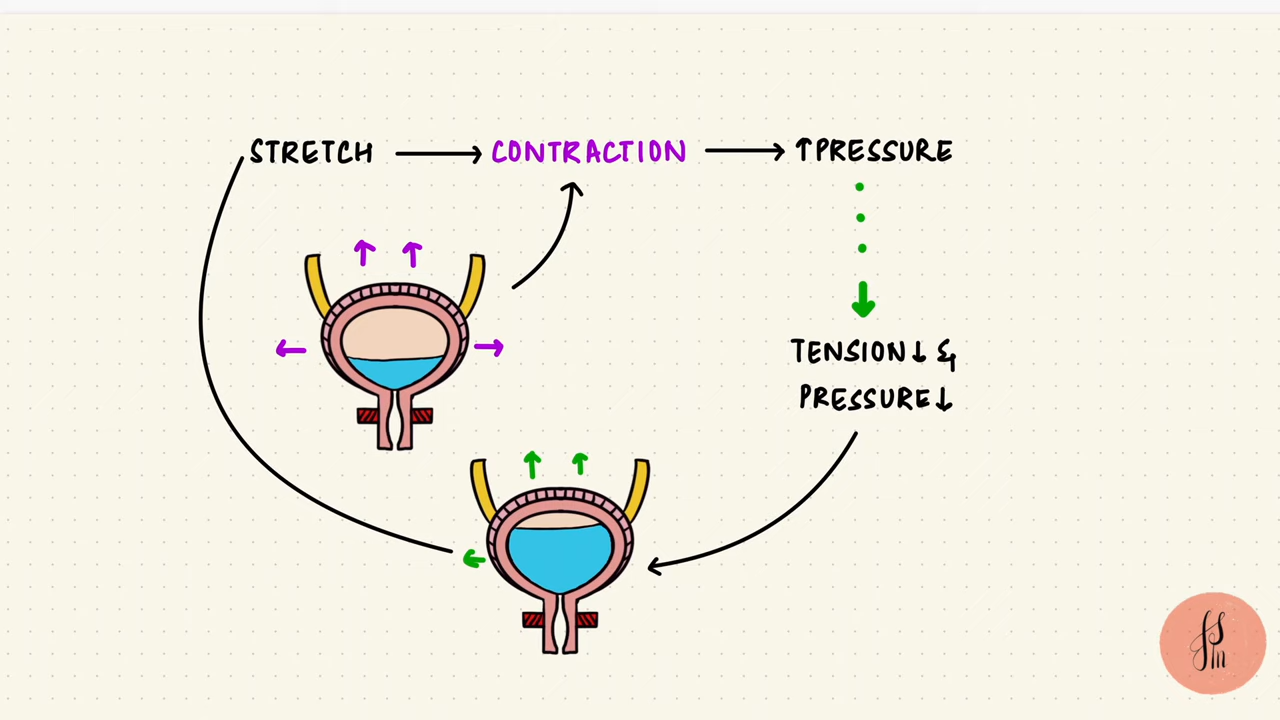 STRETCH
CONTRACTION
↑PRESSURE
TENSION↓ &
PRESSURE↓